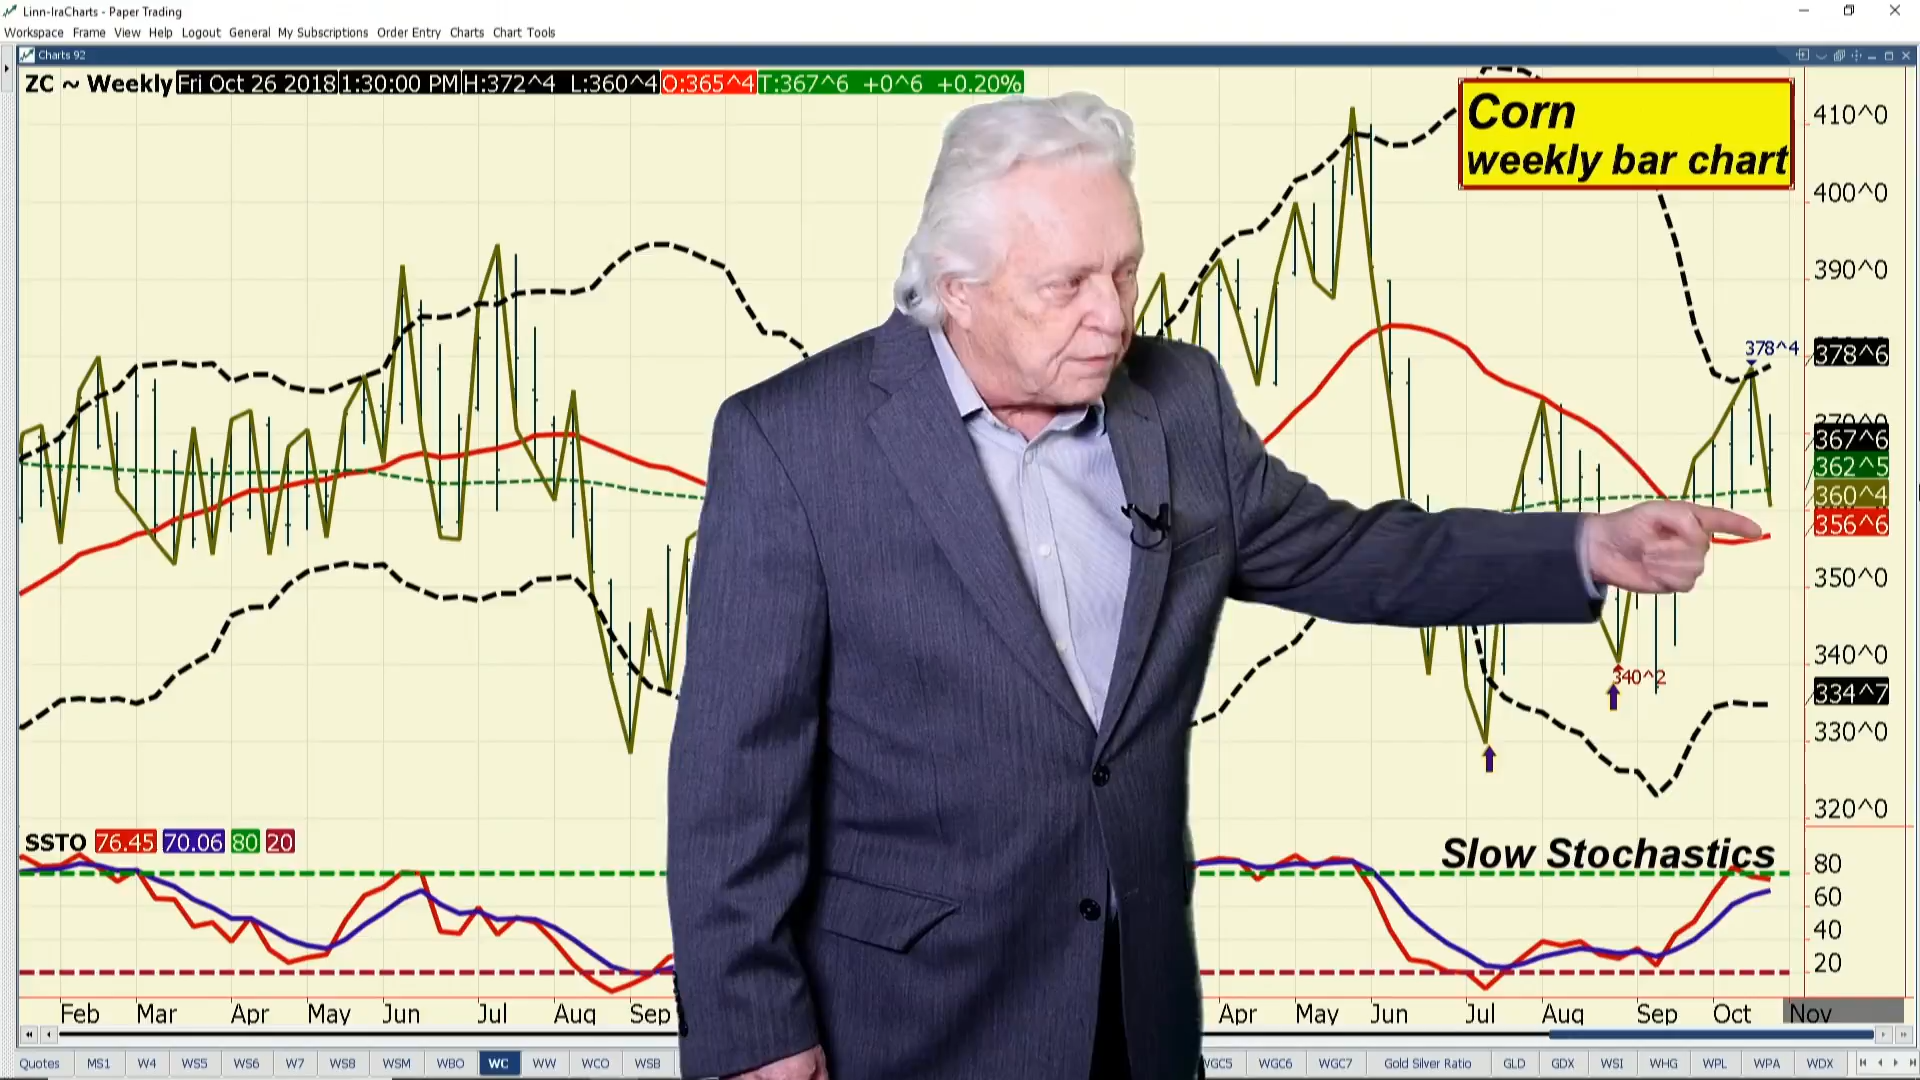 Linn-IraCharts - Paper Trading
Workspace Frame View Help Logout General My Subscriptions Order Entry Charts Chart Tools
Charts 92
ZC ~ Weekly Fri Oct 26 2018 1:30:00 PM H:372^4 L:360^4 O:365^4 T:367^6 +0^6 +0.20%
Corn
weekly bar chart
410^0
400^0
390^0
378^4
378^6
370^0
367^6
362^5
360^4
356^6
350^0
340^0
340^2
334^7
330^0
320^0
SSTO 76.45 70.06 80 20
Slow Stochastics
80
60
40
20
Feb Mar Apr May Jun Jul Aug Sep Apr May Jun Jul Aug Sep Oct Nov
Quotes MS1 W4 WS5 WS6 W7 WS8 WSM WBO WC WW WCO WSB WGC5 WGC6 WGC7 Gold Silver Ratio GLD GDX WSI WHG WPL WPA WDX